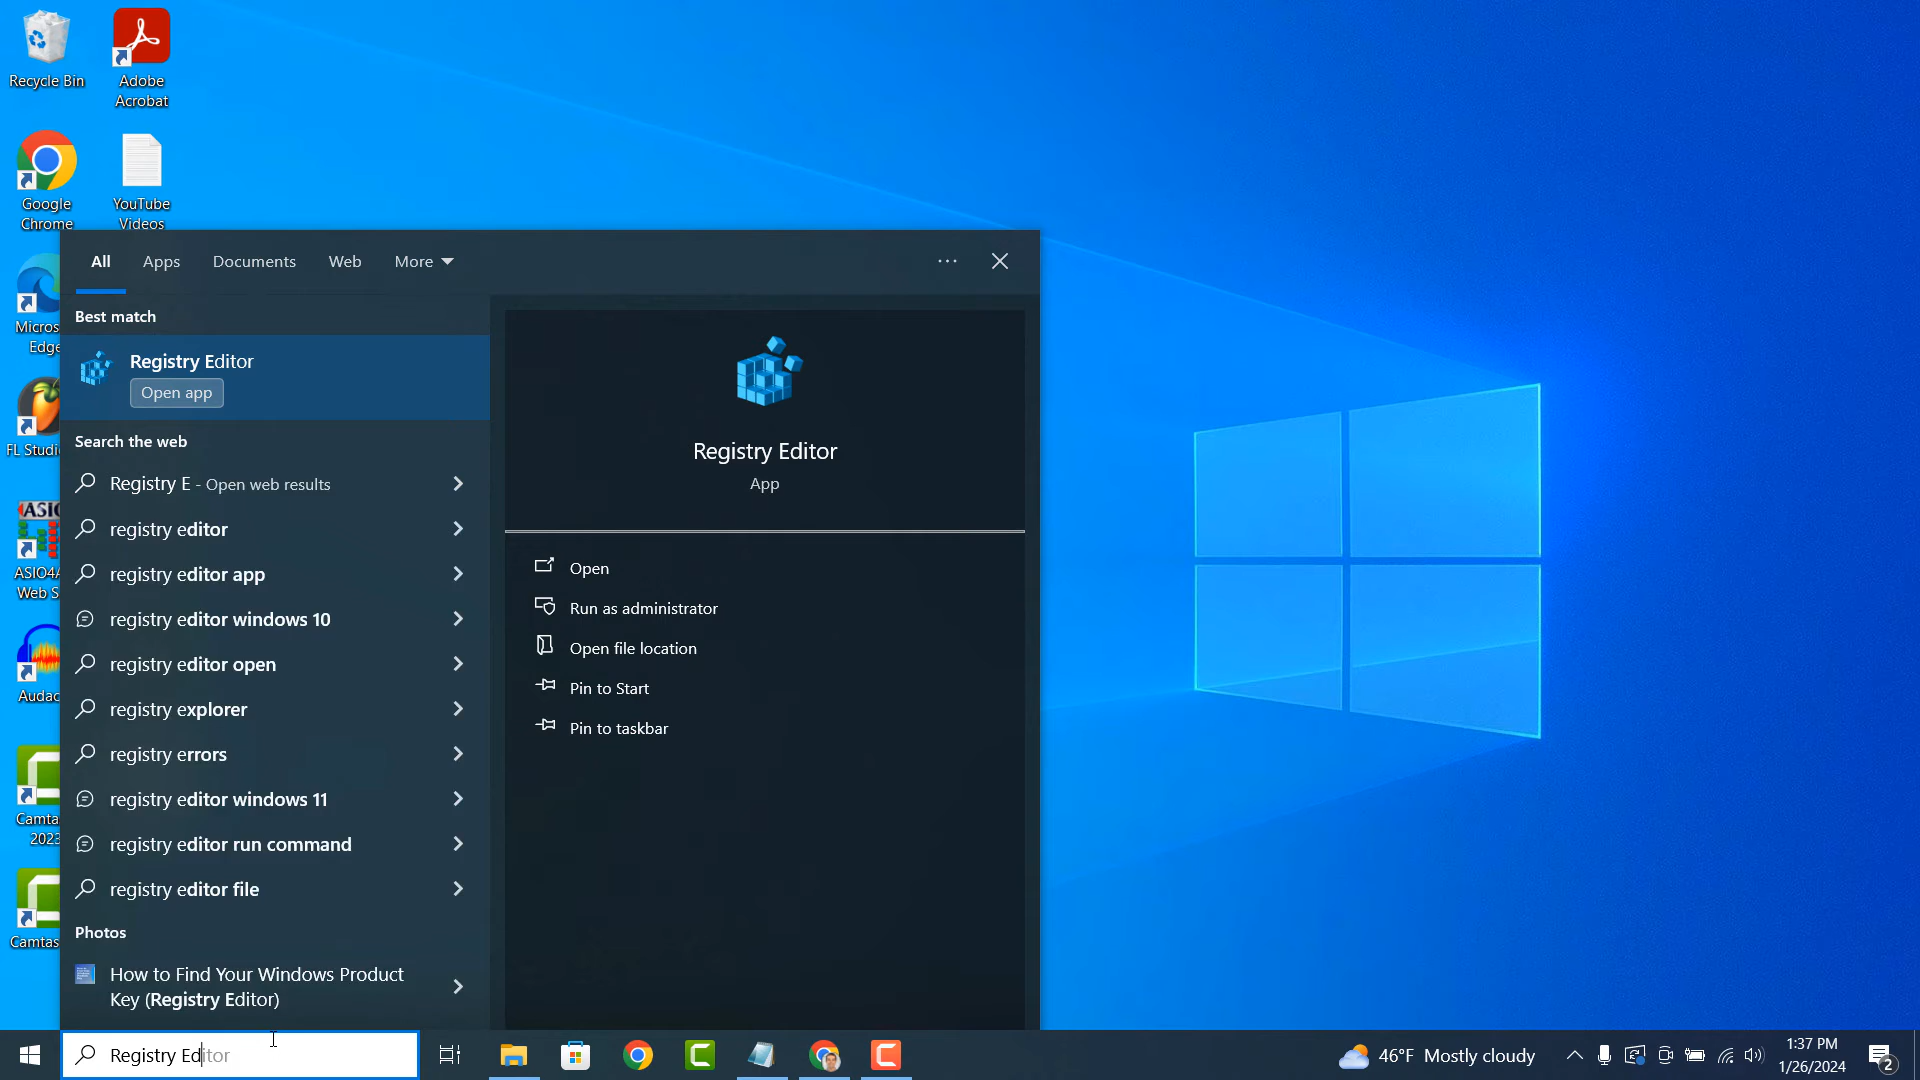 Recycle Bin
Adobe
Acrobat
Google
Chrome
YouTube
Videos
Micros
Edge
FL Studi
ASIO4A
Web S
Audac
Camta
2023
Camtas
All
Apps
Documents
Web
More
Best match
Registry Editor
Open app
Search the web
Registry E - Open web results
registry editor
registry editor app
registry editor windows 10
registry editor open
registry explorer
registry errors
registry editor windows 11
registry editor run command
registry editor file
Photos
How to Find Your Windows Product
Key (Registry Editor)
Registry Editor
App
Open
Run as administrator
Open file location
Pin to Start
Pin to taskbar
Registry Editor
46°F Mostly cloudy
1:37 PM
1/26/2024
2